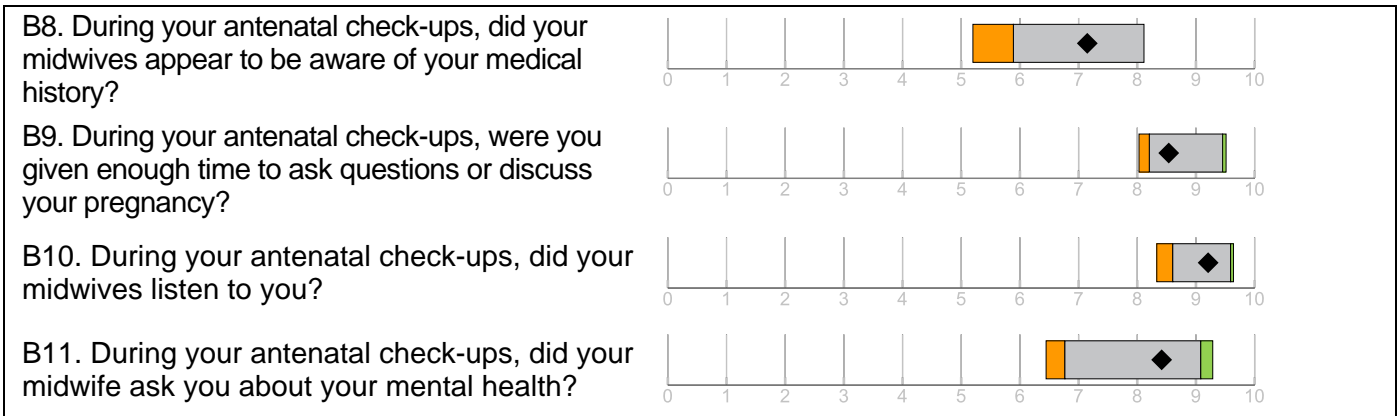 B8. During your antenatal check-ups, did your
midwives appear to be aware of your medical
history?
0 1 2 3 4 5 6 7 8 9 10
B9. During your antenatal check-ups, were you
given enough time to ask questions or discuss
your pregnancy?
0 1 2 3 4 5 6 7 8 9 10
B10. During your antenatal check-ups, did your
midwives listen to you?
0 1 2 3 4 5 6 7 8 9 10
B11. During your antenatal check-ups, did your
midwife ask you about your mental health?
0 1 2 3 4 5 6 7 8 9 10